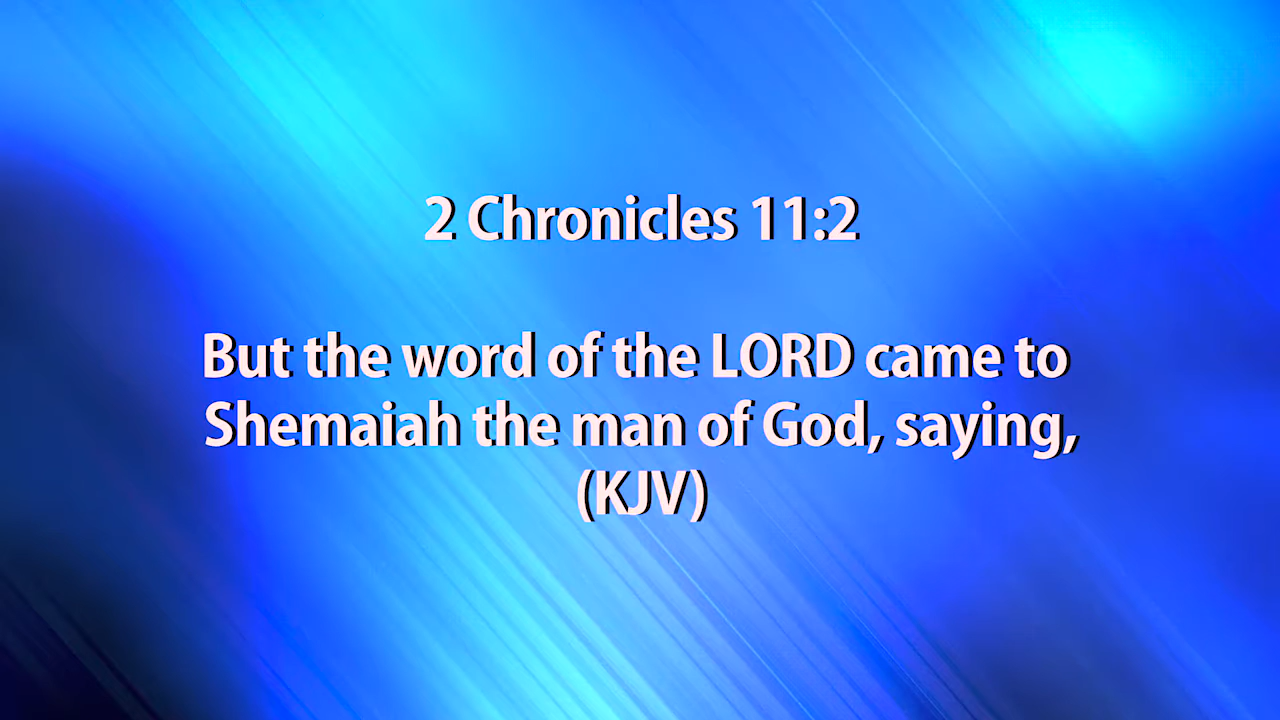 2 Chronicles 11:2
But the word of the LORD came to
Shemaiah the man of God, saying,
(KJV)